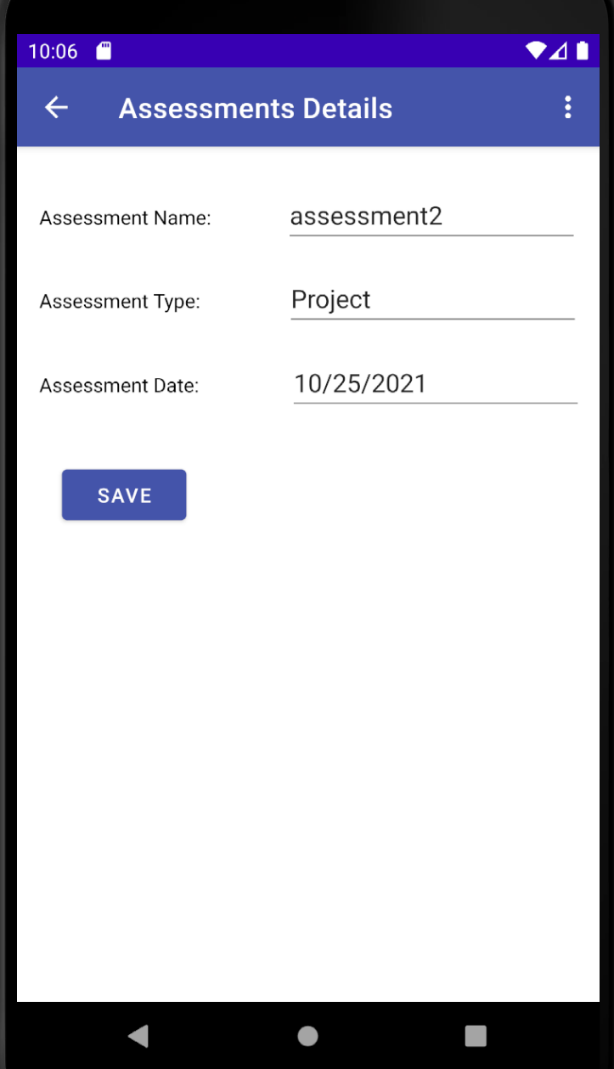 10:06
Assessments Details
Assessment Name: assessment2
Assessment Type: Project
Assessment Date: 10/25/2021
SAVE